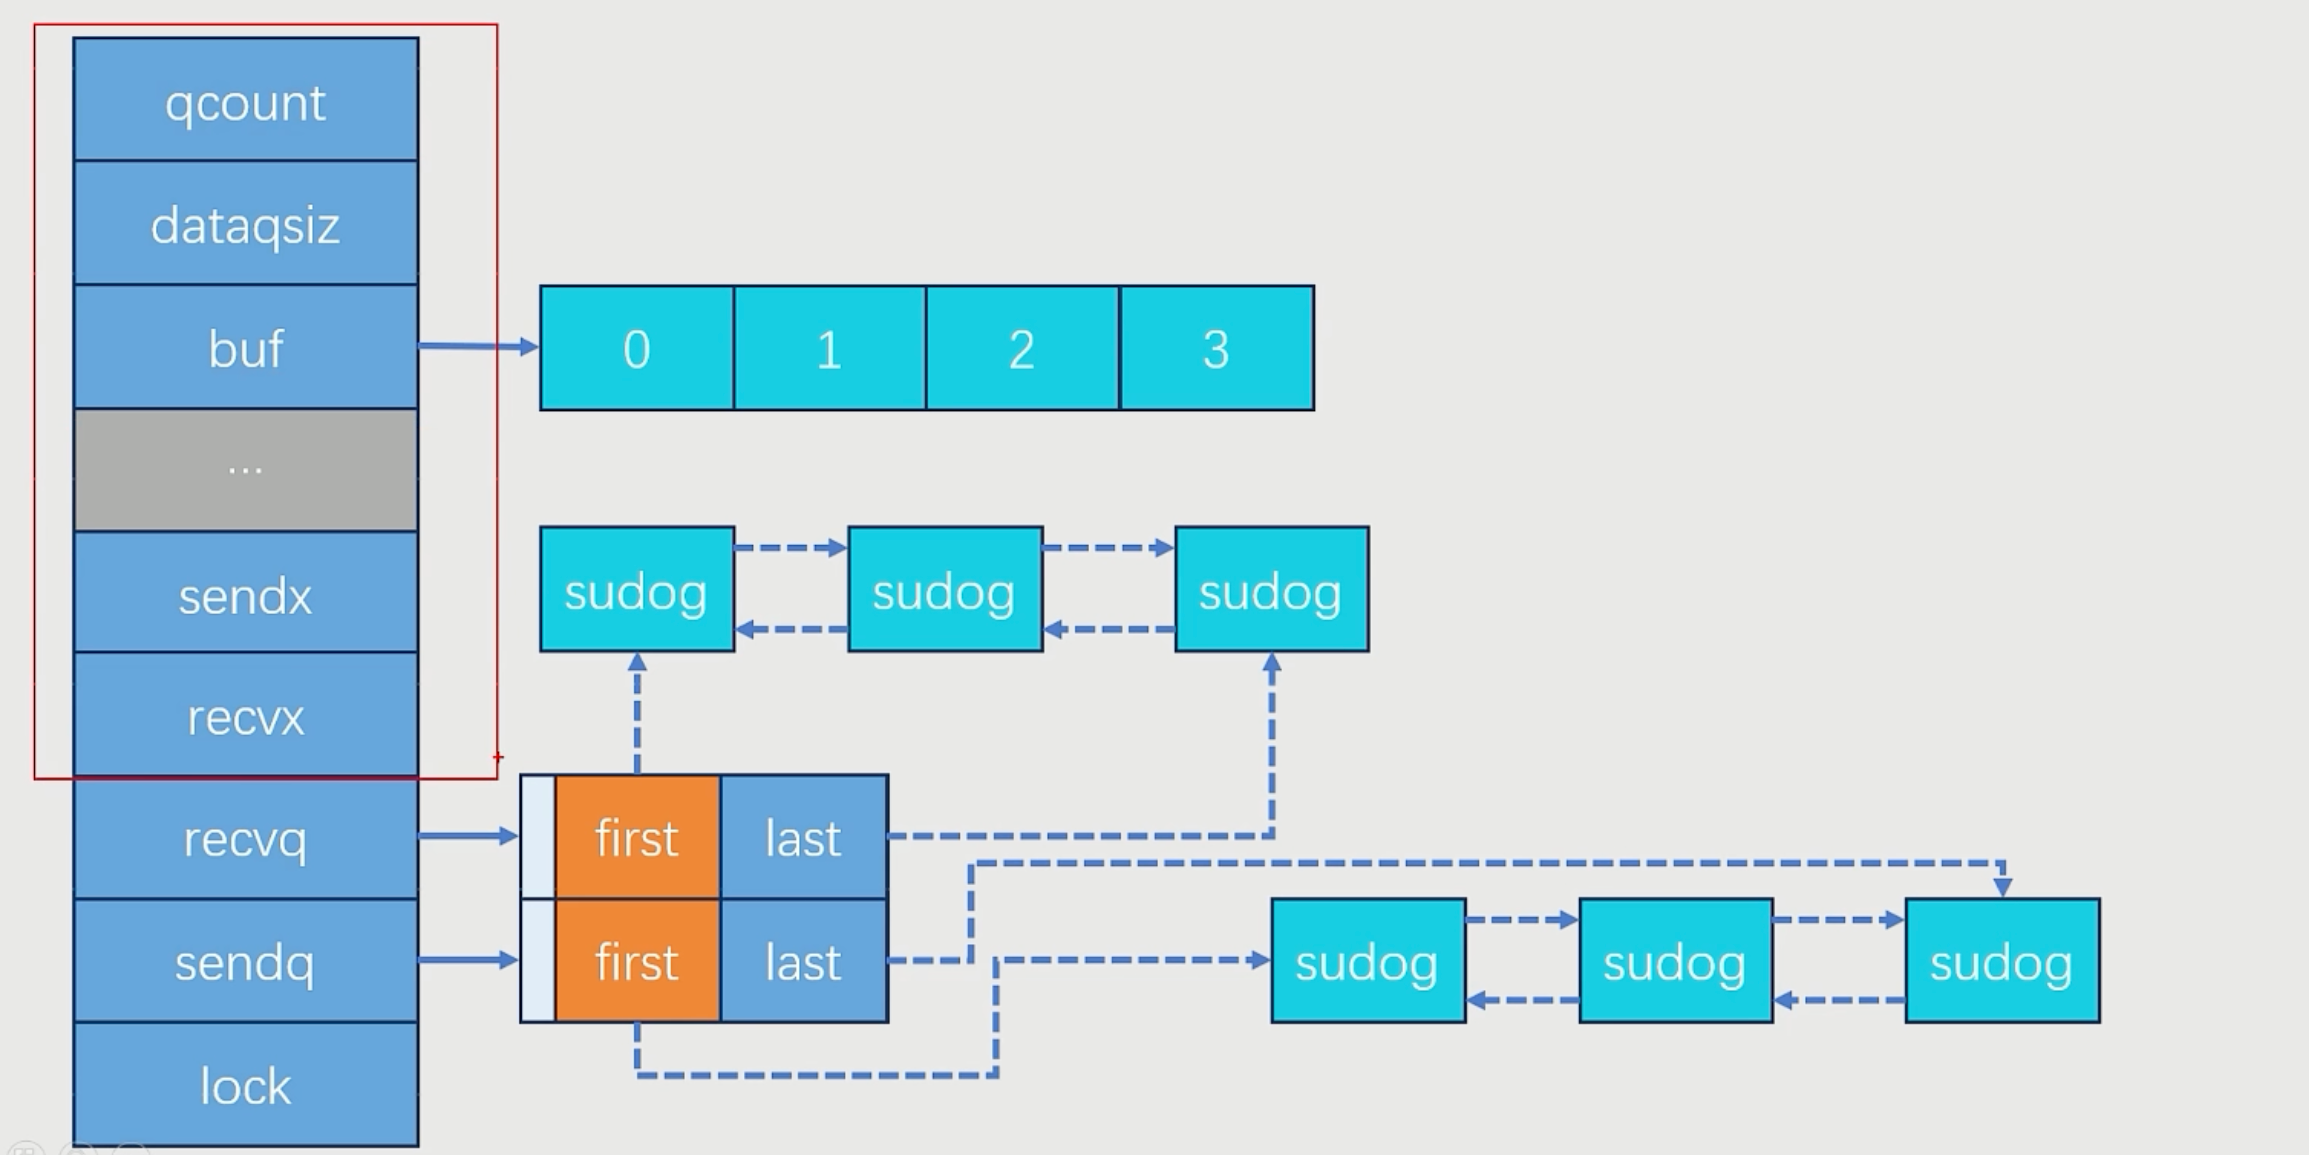 qcount
dataqsiz
buf
0 1 2 3
...
sendx
sudog sudog sudog
recvx
recvq
first last
sendq
first last
sudog sudog sudog
lock